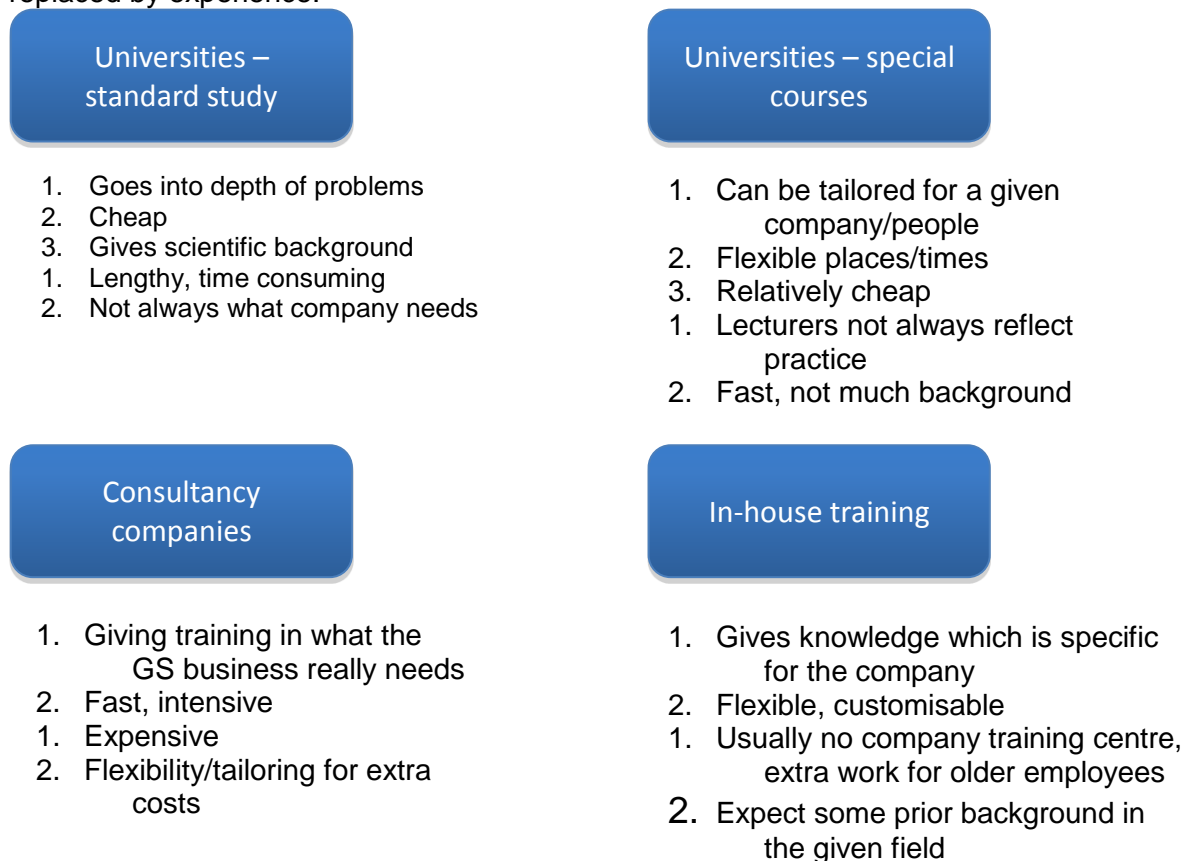 replaced by experience.
Universities –
standard study
1. Goes into depth of problems
2. Cheap
3. Gives scientific background
1. Lengthy, time consuming
2. Not always what company needs
Universities – special
courses
1. Can be tailored for a given
company/people
2. Flexible places/times
3. Relatively cheap
1. Lecturers not always reflect
practice
2. Fast, not much background
Consultancy
companies
1. Giving training in what the
GS business really needs
2. Fast, intensive
1. Expensive
2. Flexibility/tailoring for extra
costs
In-house training
1. Gives knowledge which is specific
for the company
2. Flexible, customisable
1. Usually no company training centre,
extra work for older employees
2. Expect some prior background in
the given field